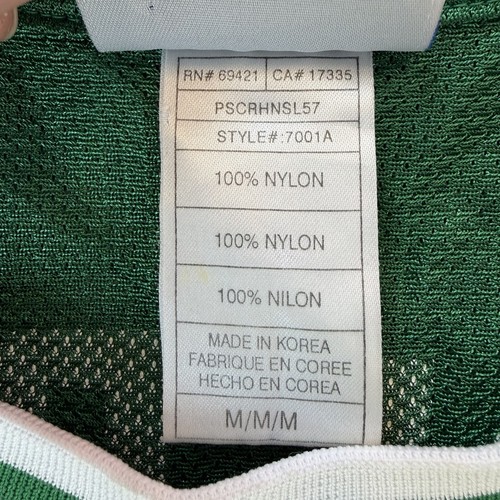 RN# 69421 CA# 17335
PSCRHNSL57
STYLE#:7001A
100% NYLON
100% NYLON
100% NILON
MADE IN KOREA
FABRIQUE EN COREE
HECHO EN COREA
M/M/M